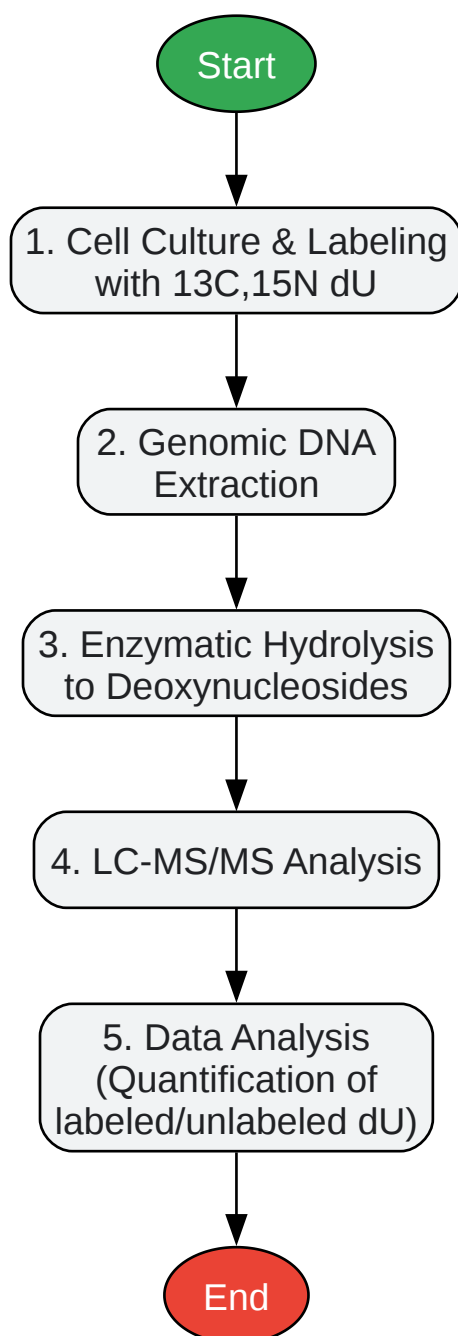 Start
1. Cell Culture & Labeling
with 13C,15N dU
2. Genomic DNA
Extraction
3. Enzymatic Hydrolysis
to Deoxynucleosides
4. LC-MS/MS Analysis
5. Data Analysis
(Quantification of
labeled/unlabeled dU)
End